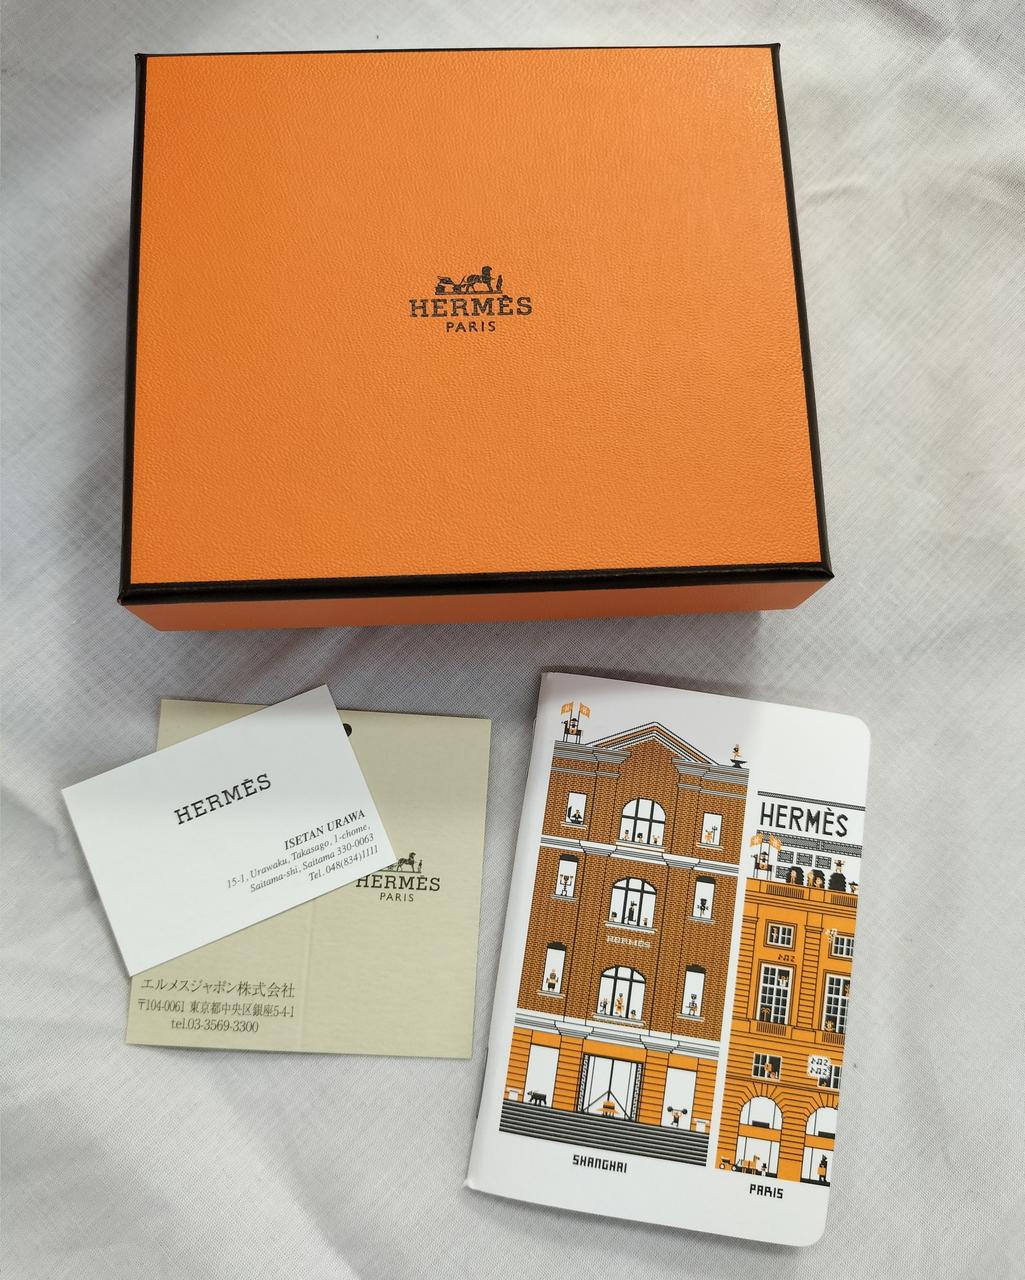 HERMÈS
PARIS
HERMÈS
ISETAN URAWA
15-1, Urawaku, Takasago, 1-chome,
Saitama-shi, Saitama 330-0063
Tel. 048(834)1111
HERMÈS
PARIS
エルメスジャポン株式会社
〒104-0061 東京都中央区銀座5-4-1
tel.03-3569-3300
HERMÈS
HERMÈS
SHANGHAI
PARIS